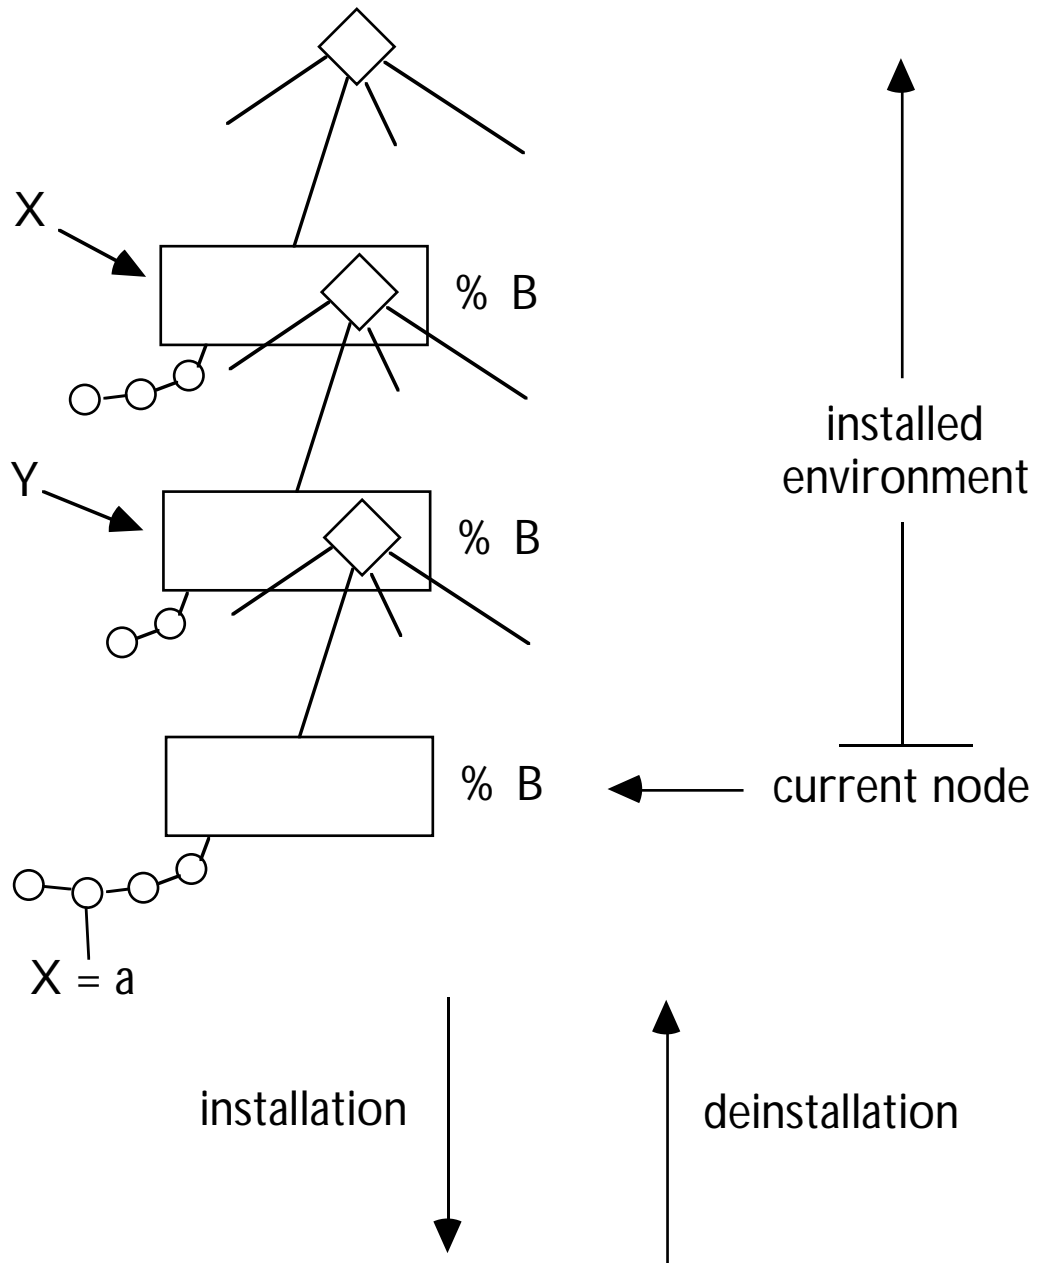 X
% B
installed
environment
Y
% B
% B
current node
X = a
installation
deinstallation